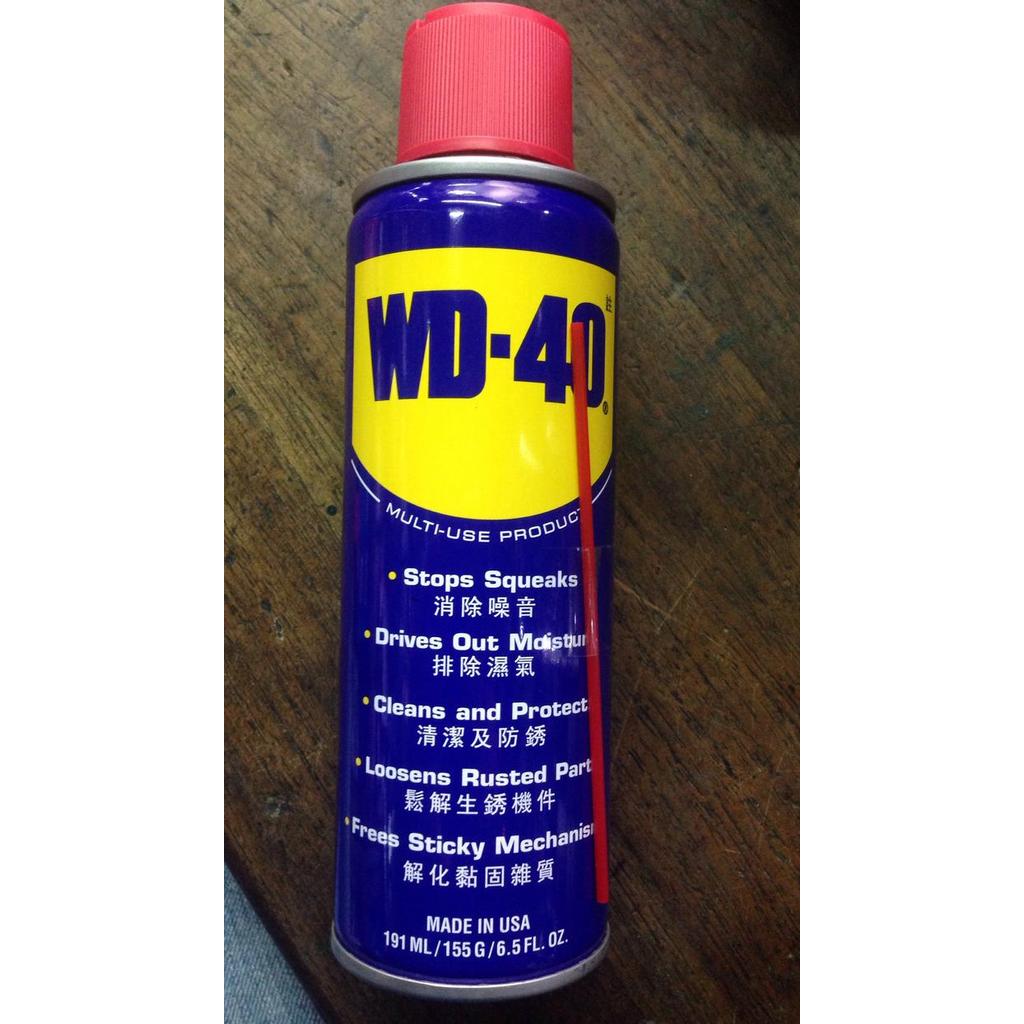 WD-40
®
MULTI-USE PRODUCT
• Stops Squeaks
消除噪音
• Drives Out Moistur
排除濕氣
• Cleans and Protect
清潔及防銹
• Loosens Rusted Part
鬆解生銹機件
• Frees Sticky Mechanis
解化黏固雜質
MADE IN USA
191 ML/155 G/6.5 FL. OZ.